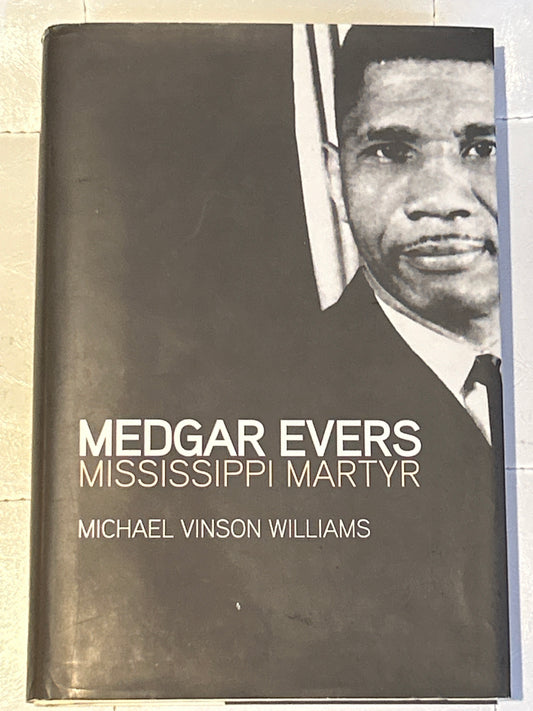 MEDGAR EVERS
MISSISSIPPI MARTYR
MICHAEL VINSON WILLIAMS